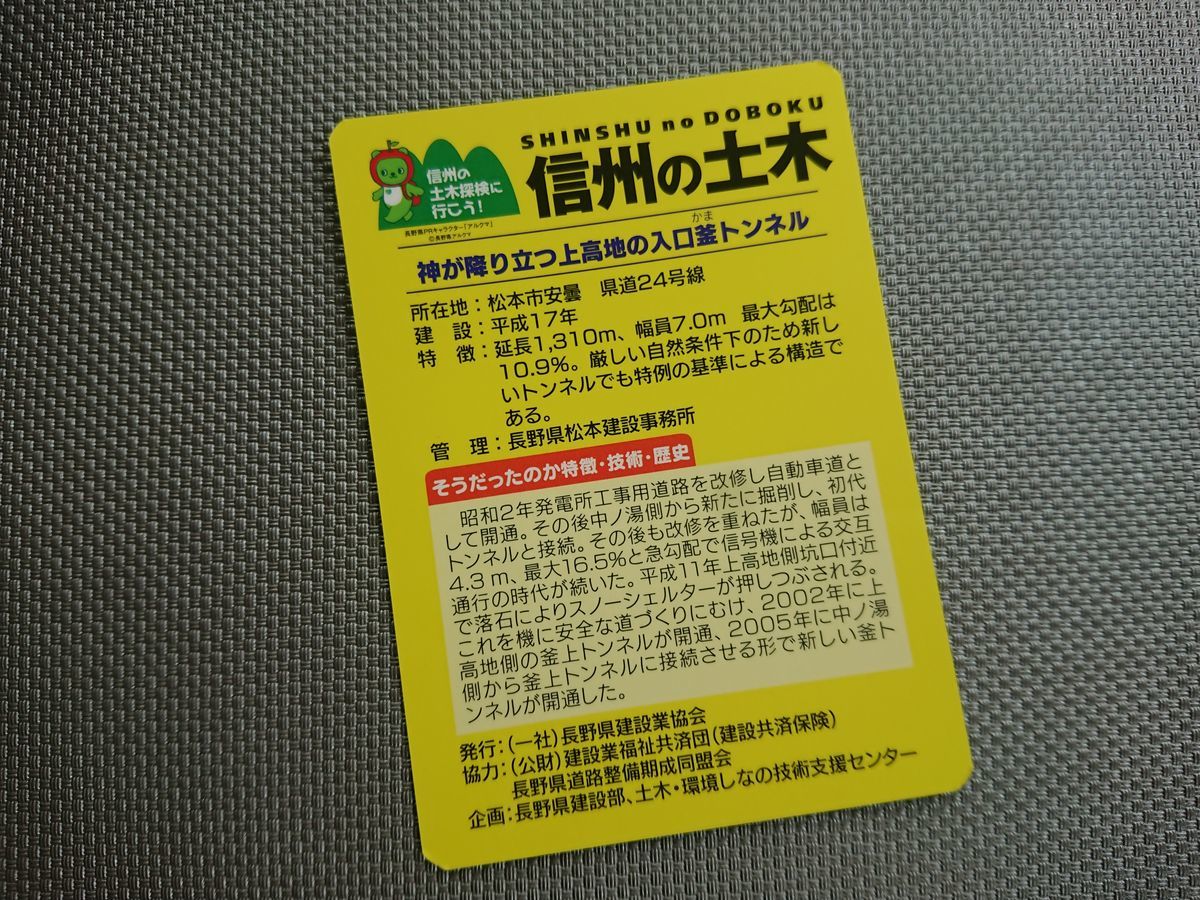 SHINSHU no DOBOKU
信州の土木
信州の
土木探検に
行こう!
長野県PRキャラクター「アルクマ」
©長野県アルクマ
かま
神が降り立つ上高地の入口釜トンネル
所在地：松本市安曇　県道24号線
建　設：平成17年
特　徴：延長1,310m、幅員7.0m 最大勾配は
10.9%。厳しい自然条件下のため新し
いトンネルでも特例の基準による構造で
ある。
管　理：長野県松本建設事務所
そうだったのか特徴・技術・歴史
昭和2年発電所工事用道路を改修し自動車道と
して開通。その後中ノ湯側から新たに掘削し、初代
トンネルと接続。その後も改修を重ねたが、幅員は
4.3 m、最大16.5%と急勾配で信号機による交互
通行の時代が続いた。平成11年上高地側坑口付近
で落石によりスノーシェルターが押しつぶされる。
これを機に安全な道づくりにむけ、2002年に上
高地側の釜上トンネルが開通、2005年に中ノ湯
側から釜上トンネルに接続させる形で新しい釜ト
ンネルが開通した。
発行：(一社)長野県建設業協会
協力：(公財)建設業福祉共済団(建設共済保険)
長野県道路整備期成同盟会
企画：長野県建設部、土木・環境しなの技術支援センター